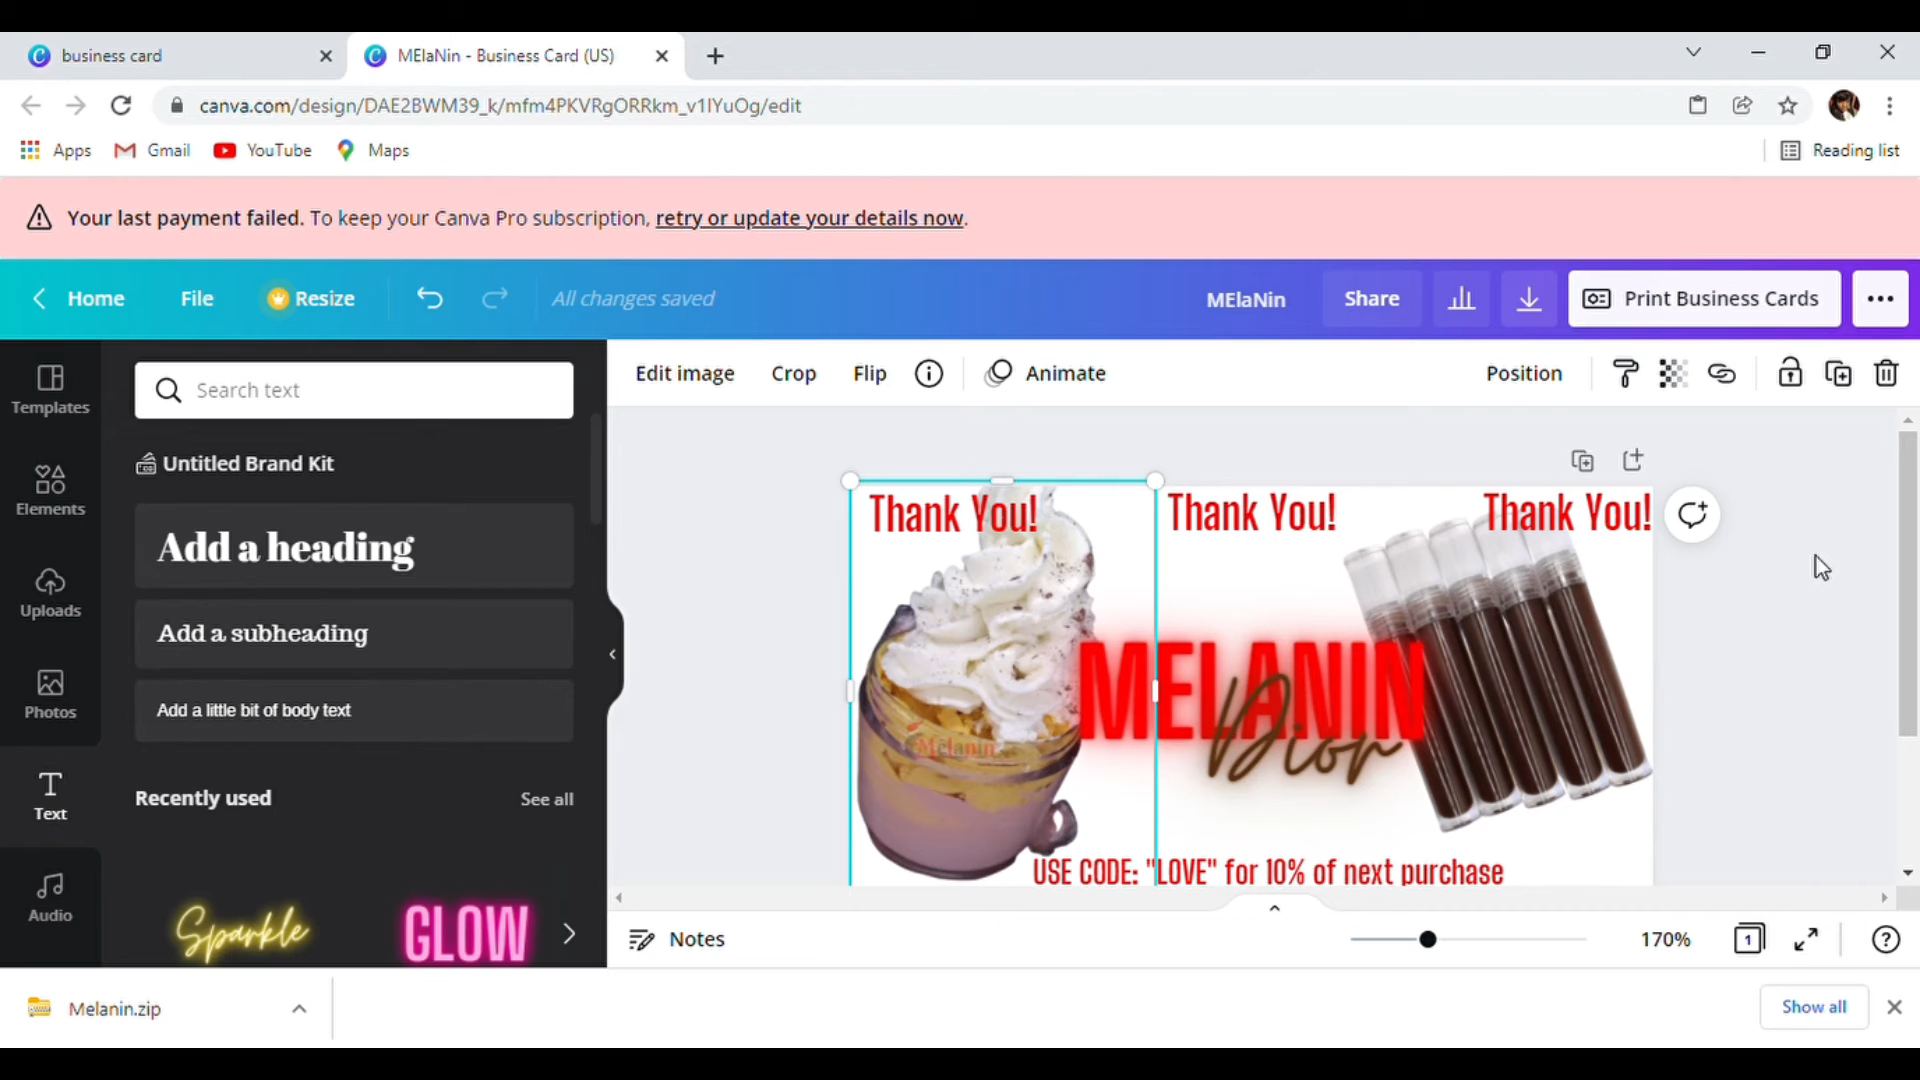 business card
MElaNin - Business Card (US)
canva.com/design/DAE2BWM39_k/mfm4PKVRgORRkm_v1IYuOg/edit
Apps
Gmail
YouTube
Maps
Reading list
Your last payment failed. To keep your Canva Pro subscription, retry or update your details now.
Home
File
Resize
All changes saved
MElaNin
Share
Print Business Cards
Templates
Elements
Uploads
Photos
Text
Audio
Search text
Untitled Brand Kit
Add a heading
Add a subheading
Add a little bit of body text
Recently used
See all
Sparkle
GLOW
Edit image
Crop
Flip
Animate
Position
Thank You!
Thank You!
Thank You!
Melanin
MELANIN
Dior
USE CODE: "LOVE" for 10% of next purchase
Notes
170%
1
Melanin.zip
Show all